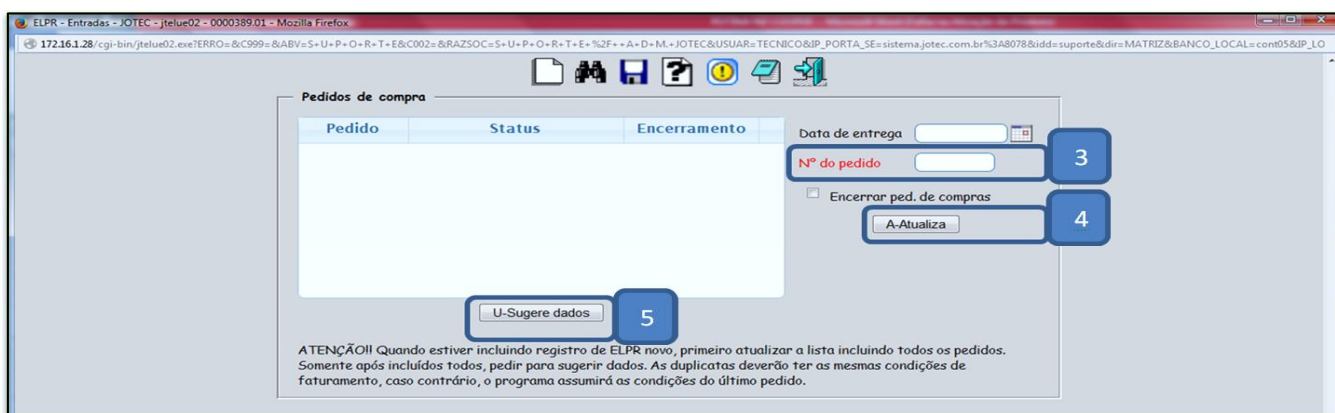 ELPR - Entradas - JOTEC - jtelue02 - 0000389.01 - Mozilla Firefox
172.16.1.28/cgi-bin/jtelue02.exe?ERRO=&C999=&ABV=S+U+P+O+R+T+E&C002=&RAZSOC=S+U+P+O+R+T+E+%2F++A+D+M.+JOTEC&USUAR=TECNICO&IP_PORTA_SE=sistema.jotec.com.br%3A8078&idd=suporte&dir=MATRIZ&BANCO_LOCAL=cont05&IP_LO
Pedidos de compra
Pedido Status Encerramento
Data de entrega
Nº do pedido 3
Encerrar ped. de compras
A-Atualiza 4
U-Sugere dados 5
ATENÇÃO!! Quando estiver incluindo registro de ELPR novo, primeiro atualizar a lista incluindo todos os pedidos.
Somente após incluídos todos, pedir para sugerir dados. As duplicatas deverão ter as mesmas condições de
faturamento, caso contrário, o programa assumirá as condições do último pedido.